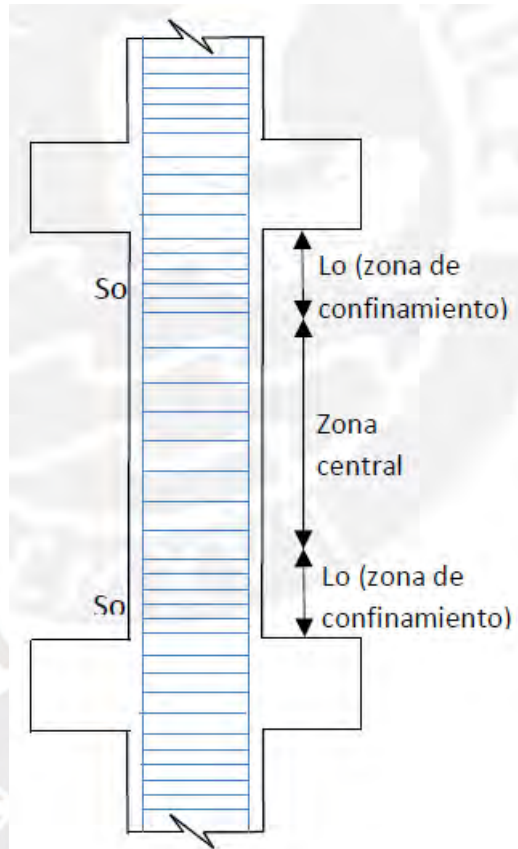 Lo (zona de
confinamiento)
So
Zona
central
Lo (zona de
confinamiento)
So